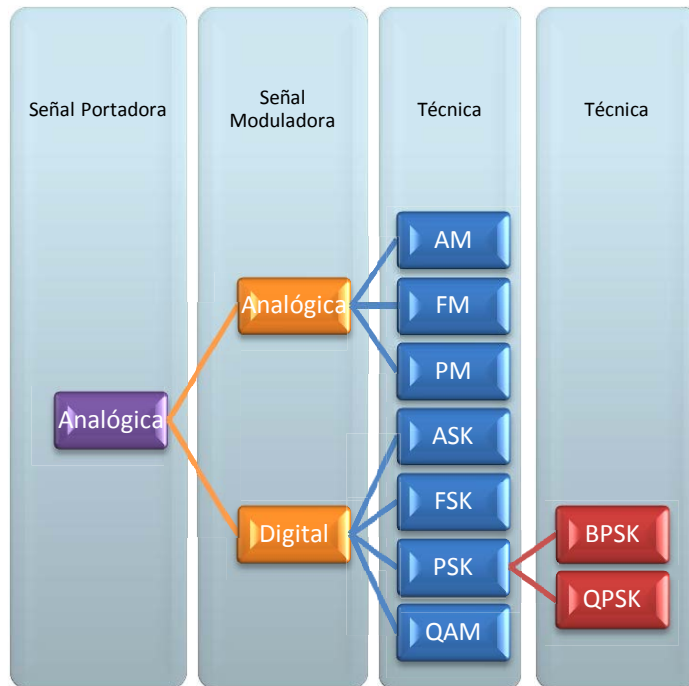 Señal Portadora
Señal
Moduladora
Técnica
Técnica
Analógica
Analógica
Digital
AM
FM
PM
ASK
FSK
PSK
QAM
BPSK
QPSK